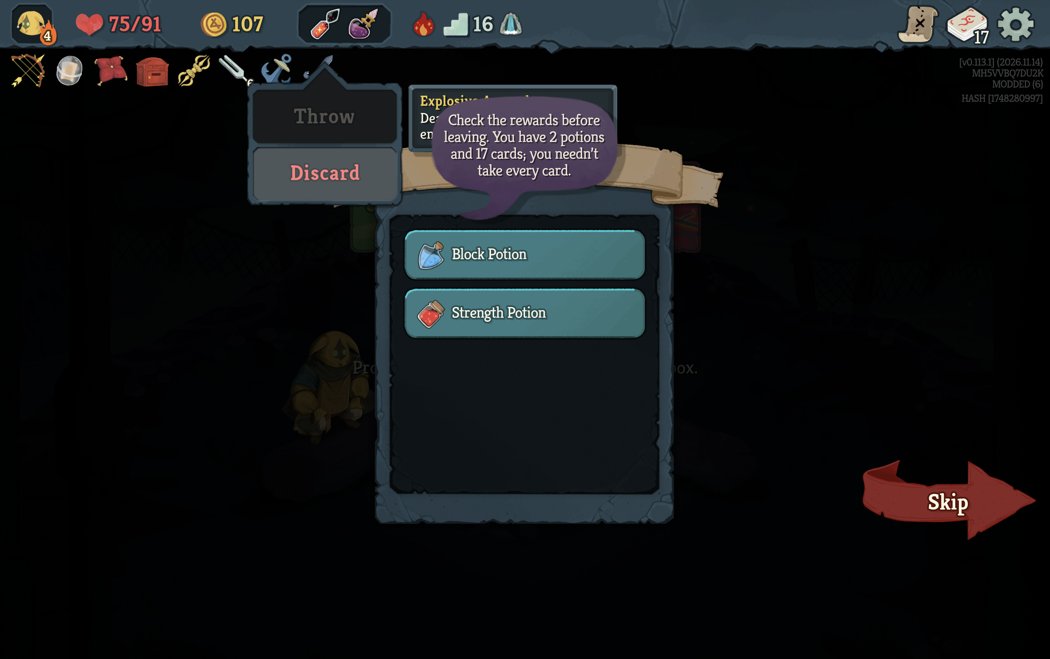 4
75/91
107
16
17
[v0.113.1] (2026.11.14)
MH5VVBQ7DU2K
MODDED (6)
HASH [1748280997]
Throw
Discard
Check the rewards before
leaving. You have 2 potions
and 17 cards; you needn't
take every card.
Block Potion
Strength Potion
Skip